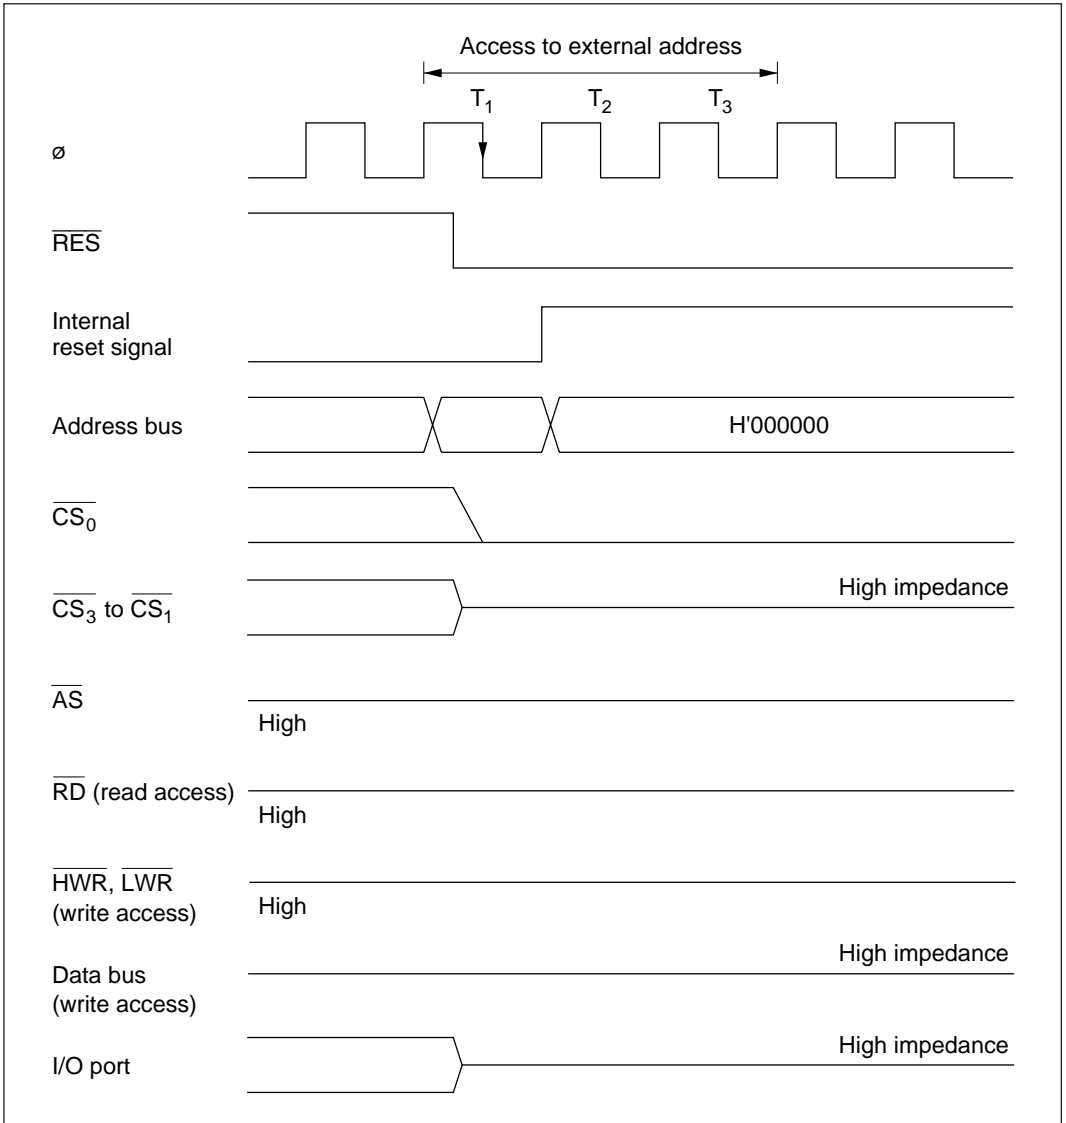 Access to external address
T1 T2 T3
ø
RES
Internal
reset signal
Address bus
H'000000
CS0
High impedance
CS3 to CS1
AS
High
RD (read access)
High
HWR, LWR
(write access)
High
High impedance
Data bus
(write access)
High impedance
I/O port